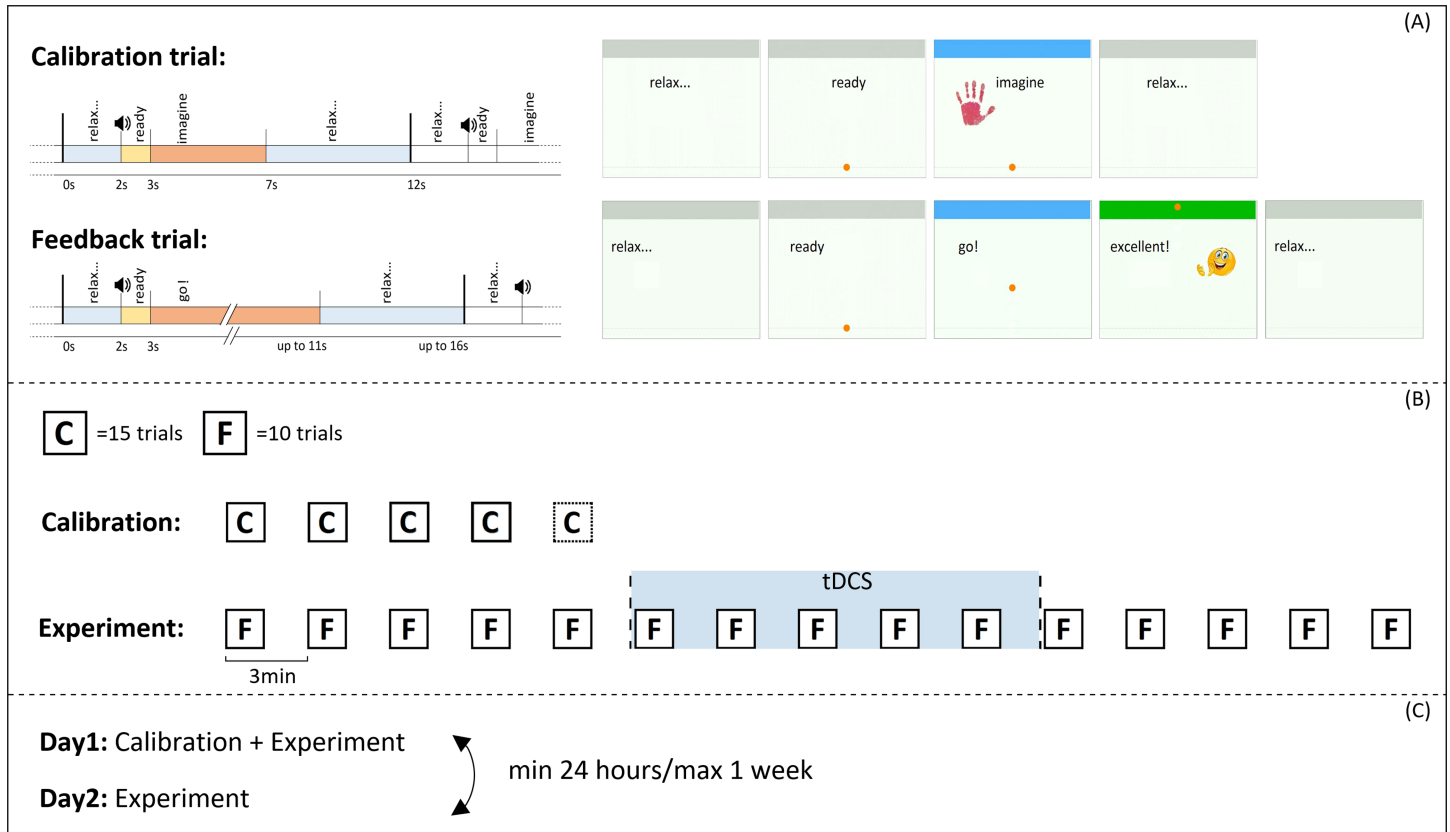 (A)
Calibration trial:
relax...
ready
imagine
relax...
relax...
ready
imagine
0s 2s 3s 7s 12s
relax...
ready
imagine
relax...
Feedback trial:
relax...
ready
go!
relax...
relax...
0s 2s 3s up to 11s up to 16s
relax...
ready
go!
excellent!
relax...
(B)
C =15 trials F =10 trials
Calibration: C C C C C
tDCS
Experiment: F F F F F F F F F F F F F F F
3min
(C)
Day1: Calibration + Experiment
min 24 hours/max 1 week
Day2: Experiment